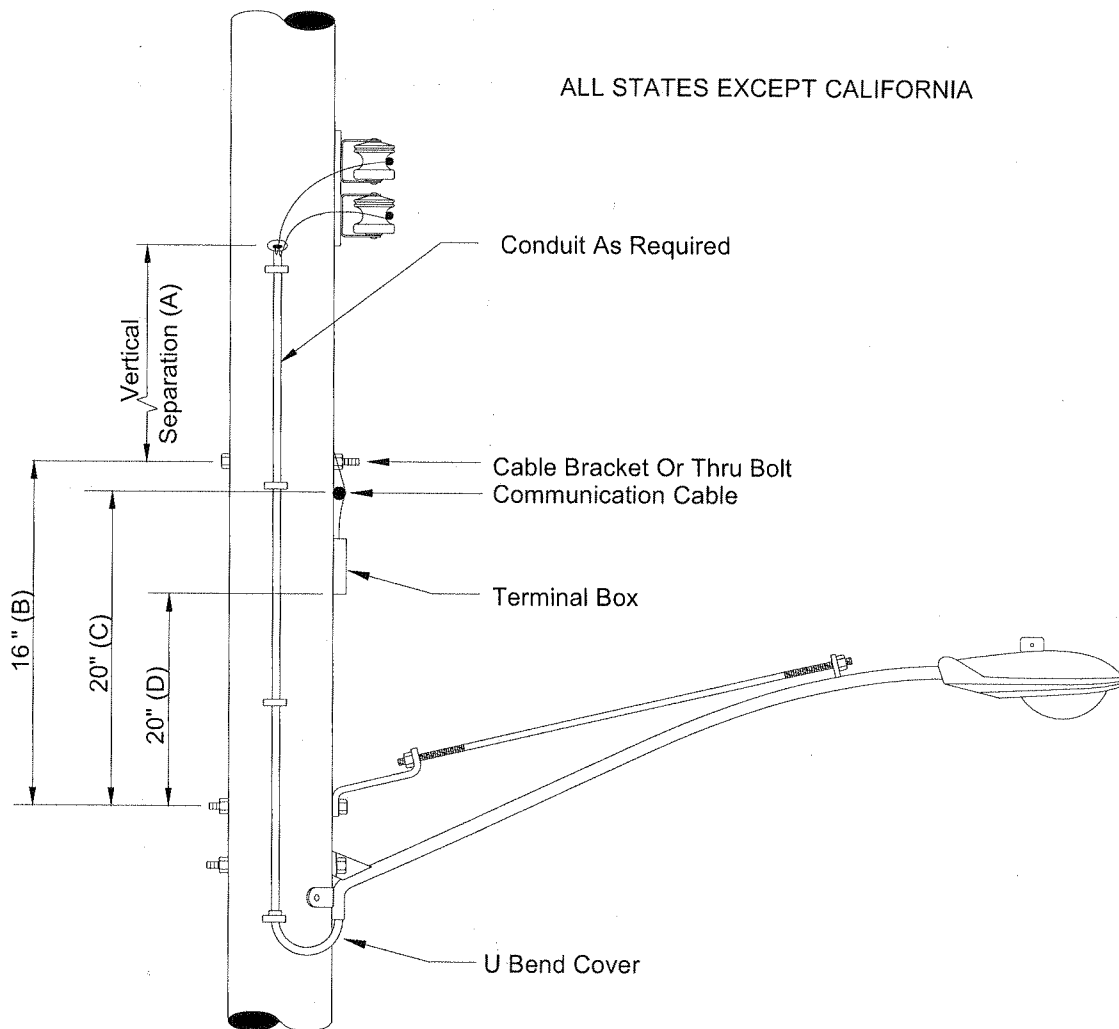 ALL STATES EXCEPT CALIFORNIA
Conduit As Required
Vertical
Separation (A)
Cable Bracket Or Thru Bolt
Communication Cable
Terminal Box
16 " (B)
20" (C)
20" (D)
U Bend Cover